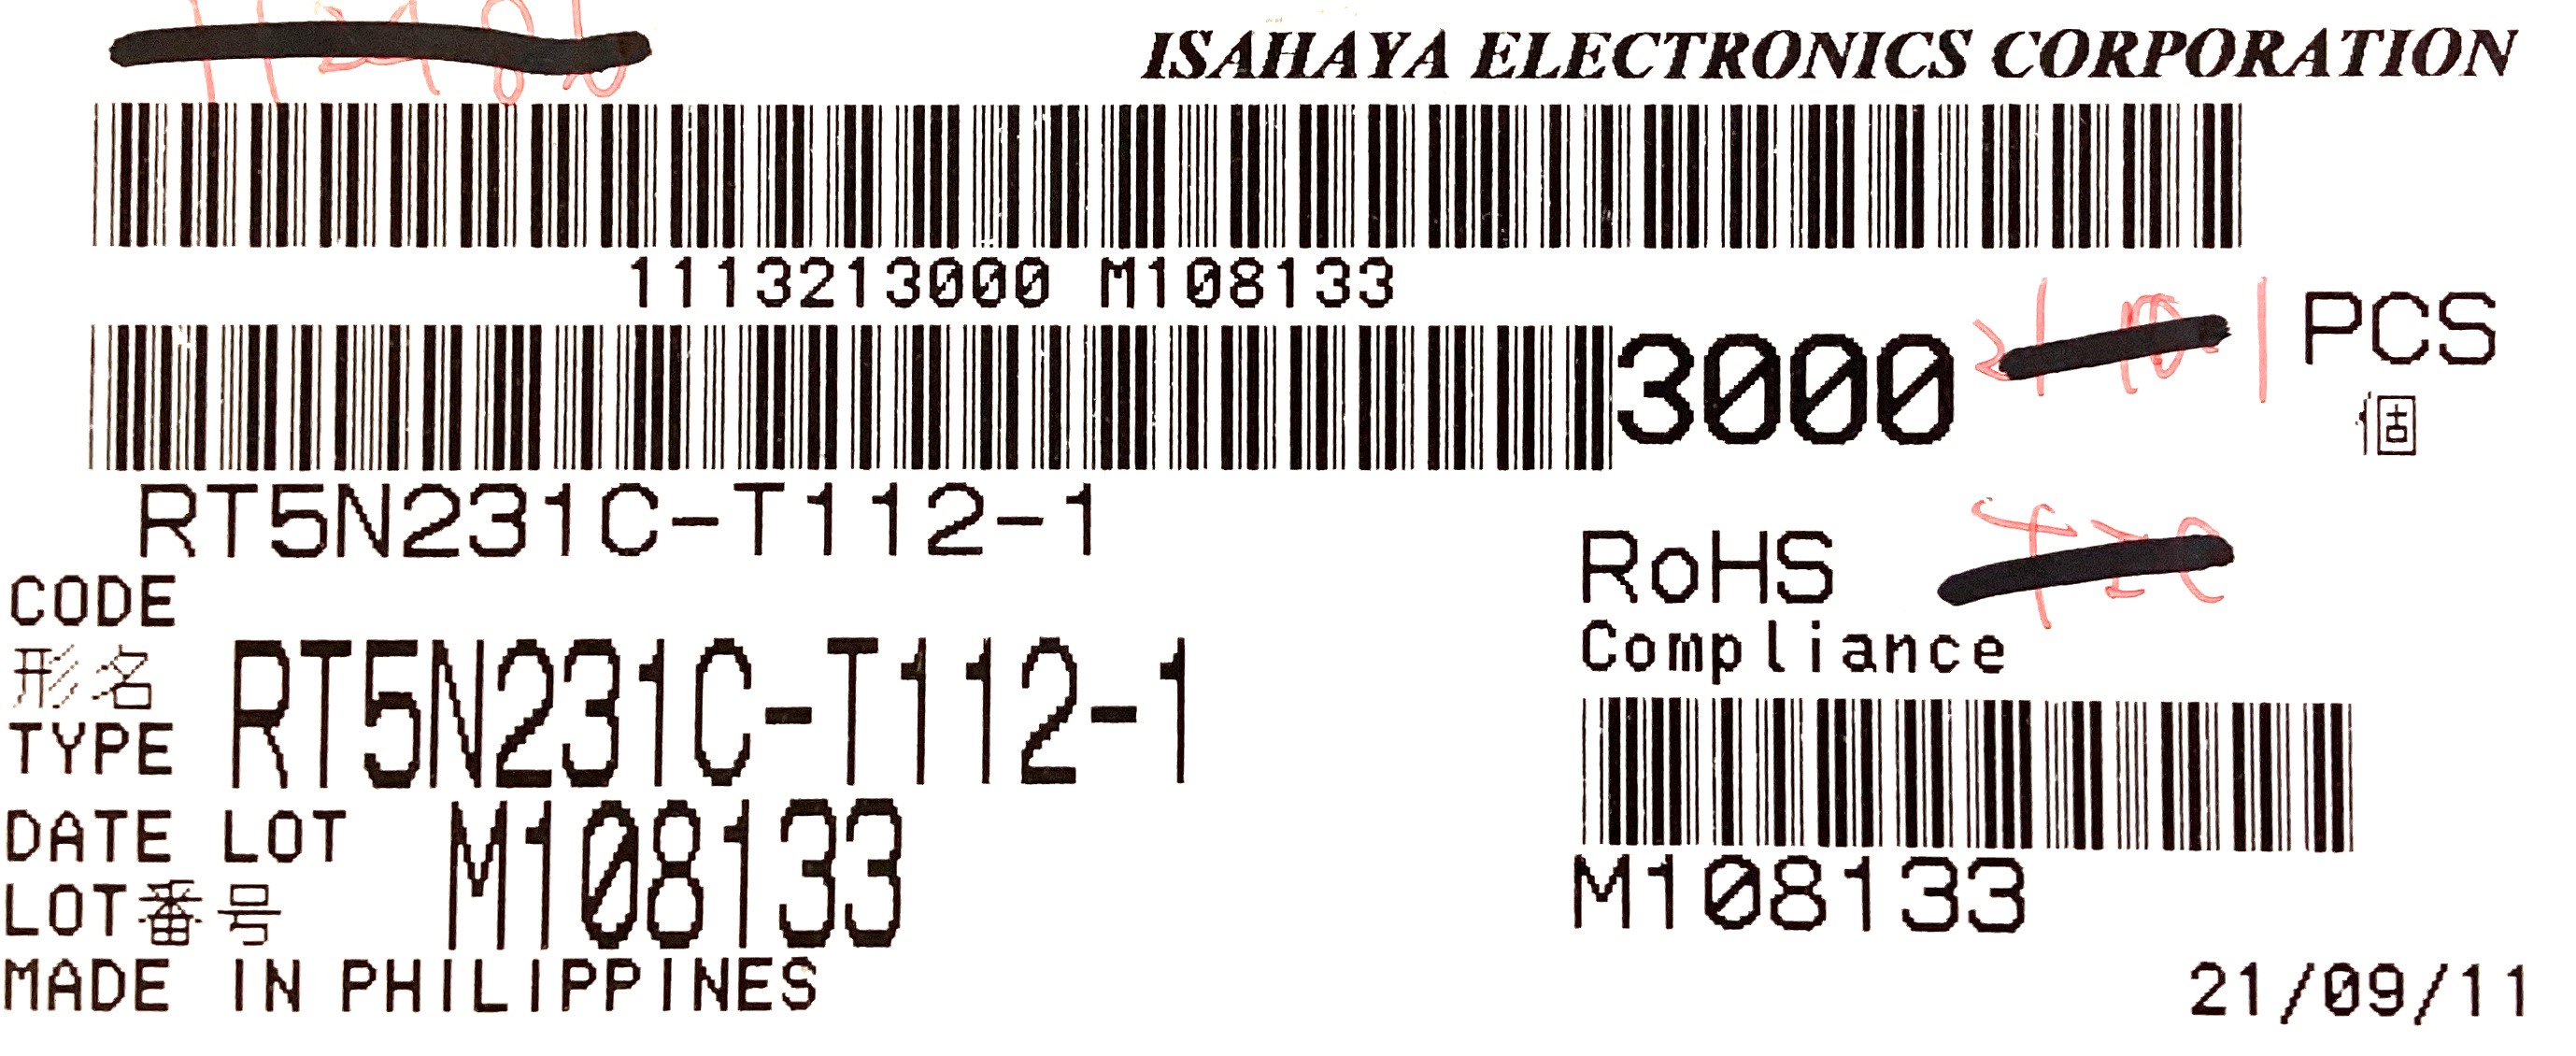 ISAHAYA ELECTRONICS CORPORATION
1113213000 M108133
3000 PCS
個
RT5N231C-T112-1
RoHS
Compliance
CODE
形名
TYPE RT5N231C-T112-1
DATE LOT
LOT番号 M108133
M108133
MADE IN PHILIPPINES
21/09/11